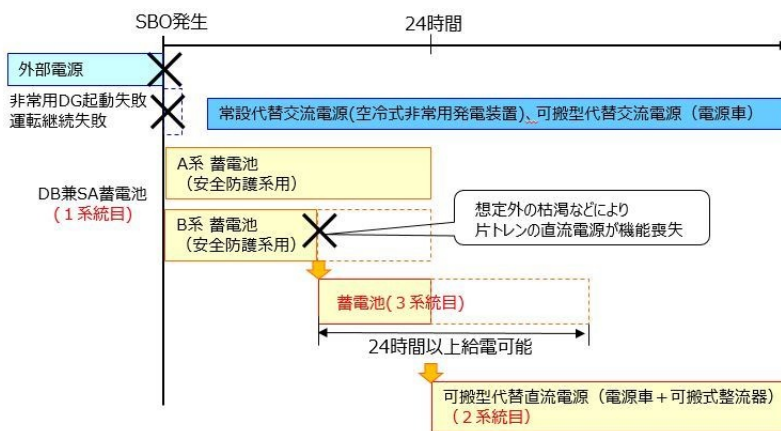 SBO発生
24時間
外部電源
非常用DG起動失敗
運転継続失敗
常設代替交流電源(空冷式非常用発電装置)、可搬型代替交流電源（電源車）
A系 蓄電池
（安全防護系用）
DB兼SA蓄電池
(１系統目)
B系 蓄電池
（安全防護系用）
想定外の枯渇などにより
片トレンの直流電源が機能喪失
蓄電池(３系統目)
24時間以上給電可能
可搬型代替直流電源（電源車＋可搬式整流器）
（２系統目）